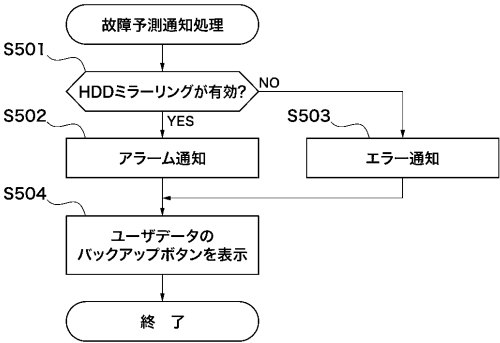 故障予測通知処理
S501
HDDミラーリングが有効?
NO
YES
S502
アラーム通知
S503
エラー通知
S504
ユーザデータの
バックアップボタンを表示
終 了